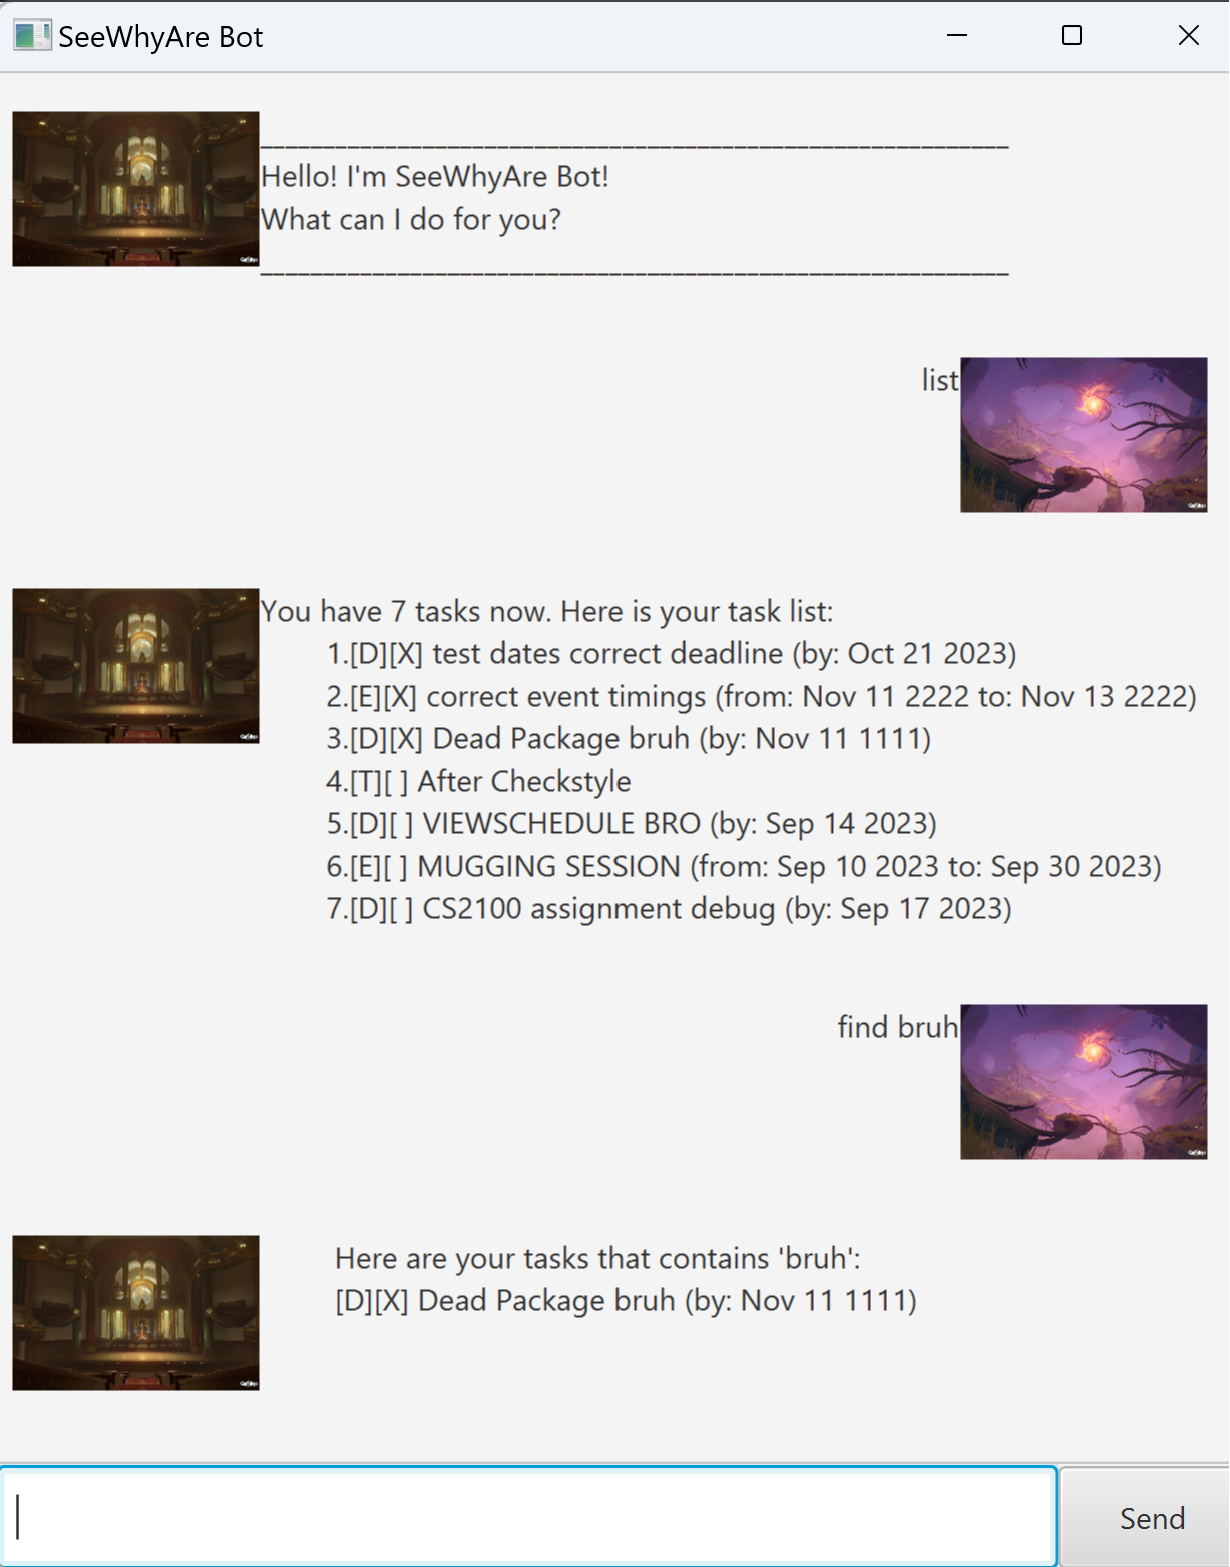 SeeWhyAre Bot
____________________________________________________________
Hello! I'm SeeWhyAre Bot!
What can I do for you?
____________________________________________________________
list
You have 7 tasks now. Here is your task list:
1.[D][X] test dates correct deadline (by: Oct 21 2023)
2.[E][X] correct event timings (from: Nov 11 2222 to: Nov 13 2222)
3.[D][X] Dead Package bruh (by: Nov 11 1111)
4.[T][ ] After Checkstyle
5.[D][ ] VIEWSCHEDULE BRO (by: Sep 14 2023)
6.[E][ ] MUGGING SESSION (from: Sep 10 2023 to: Sep 30 2023)
7.[D][ ] CS2100 assignment debug (by: Sep 17 2023)
find bruh
Here are your tasks that contains 'bruh':
[D][X] Dead Package bruh (by: Nov 11 1111)
Send